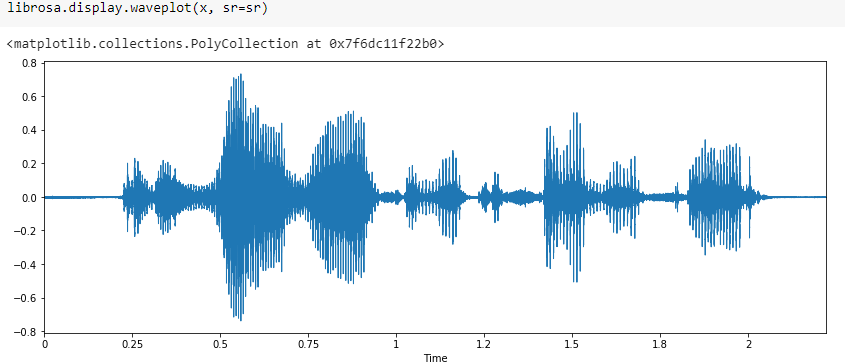 librosa.display.waveplot(x, sr=sr)
<matplotlib.collections.PolyCollection at 0x7f6dc11f22b0>
0.8
0.6
0.4
0.2
0.0
−0.2
−0.4
−0.6
−0.8
0 0.25 0.5 0.75 1 1.2 1.5 1.8 2
Time